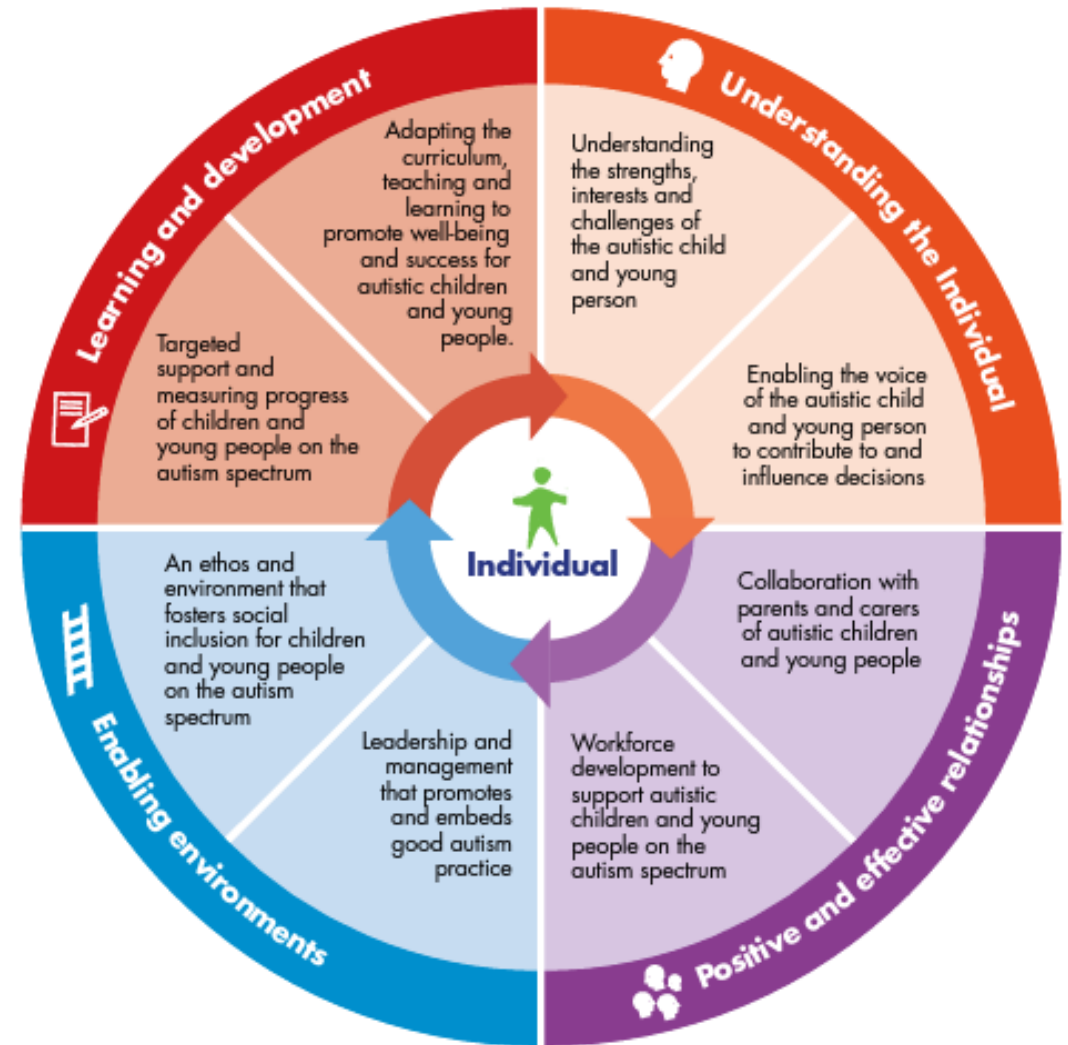 Learning and development
Adapting the
curriculum,
teaching and
learning to
promote well-being
and success for
autistic children
and young
people.
Targeted
support and
measuring progress
of children and
young people on the
autism spectrum
Understanding the Individual
Understanding
the strengths,
interests and
challenges of
the autistic child
and young
person
Enabling the voice
of the autistic child
and young person
to contribute to and
influence decisions
Individual
Enabling environments
An ethos and
environment that
fosters social
inclusion for children
and young people
on the autism
spectrum
Leadership and
management
that promotes
and embeds
good autism
practice
Positive and effective relationships
Collaboration with
parents and carers
of autistic children
and young people
Workforce
development to
support autistic
children and young
people on the
autism spectrum